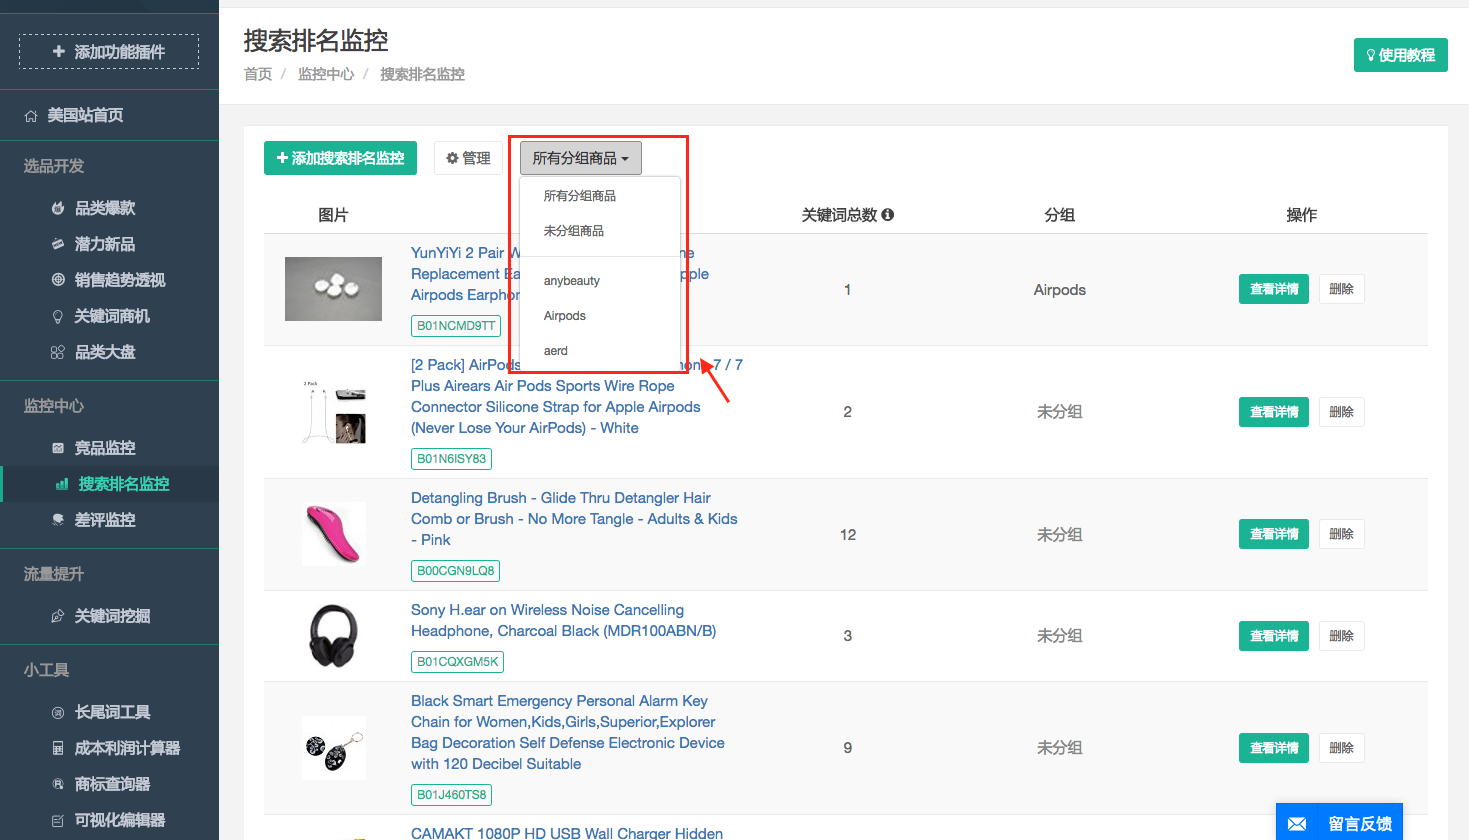 添加功能插件
美国站首页
选品开发
品类爆款
潜力新品
销售趋势透视
关键词商机
品类大盘
监控中心
竞品监控
搜索排名监控
差评监控
流量提升
关键词挖掘
小工具
长尾词工具
成本利润计算器
商标查询器
可视化编辑器
搜索排名监控
首页 / 监控中心 / 搜索排名监控
使用教程
添加搜索排名监控
管理
所有分组商品
所有分组商品
未分组商品
anybeauty
Airpods
aerd
图片
关键词总数
分组
操作
YunYiYi 2 Pair
Replacement
Airpods
B01NCMD9TT
1
Airpods
查看详情
删除
[2 Pack] AirPods 7 / 7
Plus Airears Air Pods Sports Wire Rope
Connector Silicone Strap for Apple Airpods
(Never Lose Your AirPods) - White
B01N6ISY83
2
未分组
查看详情
删除
2 Pack
Detangling Brush - Glide Thru Detangler Hair
Comb or Brush - No More Tangle - Adults & Kids
- Pink
B00CGN9LQ8
12
未分组
查看详情
删除
Sony H.ear on Wireless Noise Cancelling
Headphone, Charcoal Black (MDR100ABN/B)
B01CQXGM5K
3
未分组
查看详情
删除
Black Smart Emergency Personal Alarm Key
Chain for Women,Kids,Girls,Superior,Explorer
Bag Decoration Self Defense Electronic Device
with 120 Decibel Suitable
B01J460TS8
9
未分组
查看详情
删除
CAMAKT 1080P HD USB Wall Charger Hidden
留言反馈